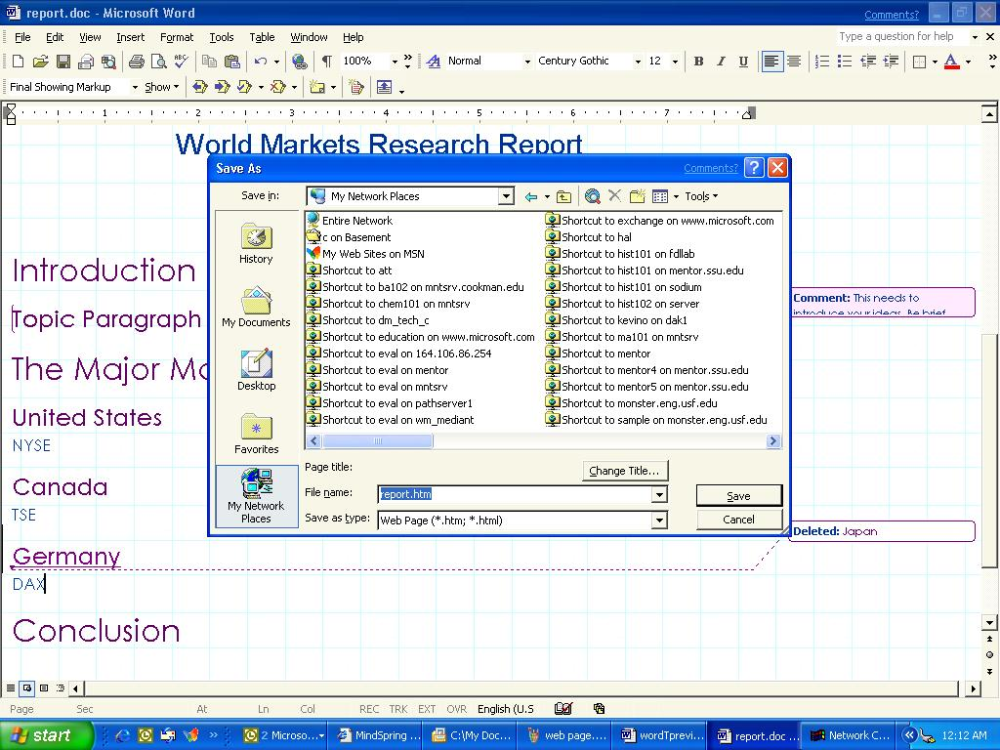 report.doc - Microsoft Word
Comments?
File Edit View Insert Format Tools Table Window Help
Type a question for help
100%
Normal Century Gothic 12 B I U
Final Showing Markup Show
1 2 3 4 5 6 7
World Markets Research Report
Introduction
Topic Paragraph
The Major Ma
United States
NYSE
Canada
TSE
Germany
DAX
Conclusion
Comment: This needs to
introduce your ideas. Be brief
Deleted: Japan
Save As
Comments?
Save in: My Network Places
Tools
History
My Documents
Desktop
Favorites
My Network
Places
Entire Network
c on Basement
My Web Sites on MSN
Shortcut to att
Shortcut to ba102 on mntsrv.cookman.edu
Shortcut to chem101 on mntsrv
Shortcut to dm_tech_c
Shortcut to education on www.microsoft.com
Shortcut to eval on 164.106.86.254
Shortcut to eval on mentor
Shortcut to eval on mntsrv
Shortcut to eval on pathserver1
Shortcut to eval on wm_mediant
Shortcut to exchange on www.microsoft.com
Shortcut to hal
Shortcut to hist101 on fdllab
Shortcut to hist101 on mentor.ssu.edu
Shortcut to hist101 on sodium
Shortcut to hist102 on server
Shortcut to kevino on dak1
Shortcut to ma101 on mntsrv
Shortcut to mentor
Shortcut to mentor4 on mentor.ssu.edu
Shortcut to mentor5 on mentor.ssu.edu
Shortcut to monster.eng.usf.edu
Shortcut to sample on monster.eng.usf.edu
Page title:
Change Title...
File name: report.htm
Save
Save as type: Web Page (*.htm; *.html)
Cancel
Page Sec At Ln Col REC TRK EXT OVR English (U.S
start
2 Microso...
MindSpring ...
C:\My Doc...
web page....
wordTprevi...
report.doc ...
Network C...
12:12 AM